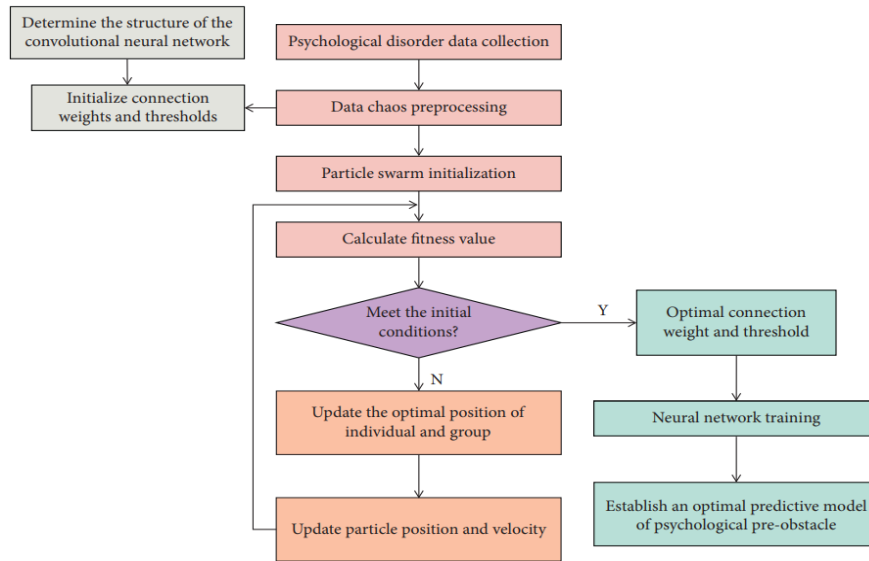 Determine the structure of the
convolutional neural network
Psychological disorder data collection
Initialize connection
weights and thresholds
Data chaos preprocessing
Particle swarm initialization
Calculate fitness value
Meet the initial
conditions?
Y
Optimal connection
weight and threshold
N
Update the optimal position of
individual and group
Neural network training
Update particle position and velocity
Establish an optimal predictive model
of psychological pre-obstacle